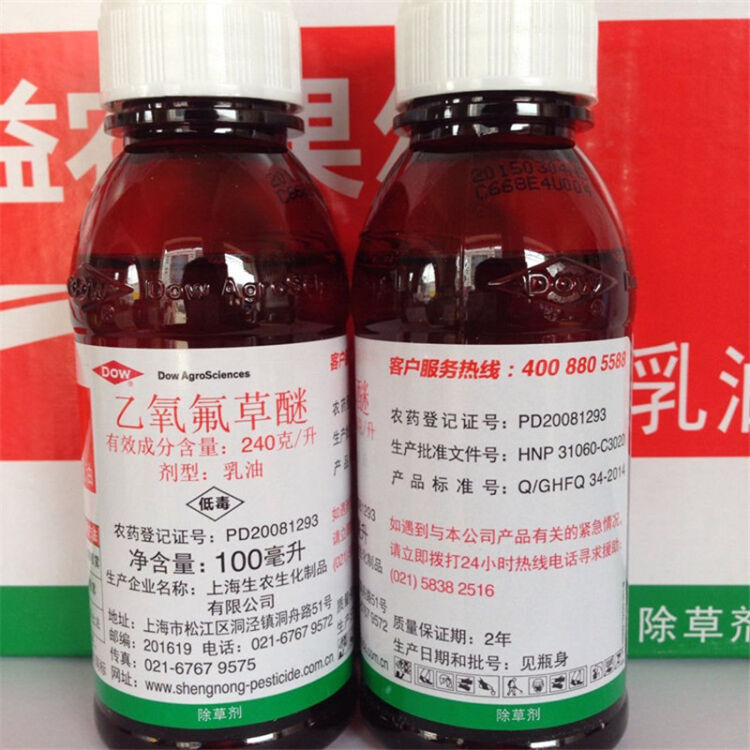 益农果尔
乳油
除草剂
DOW
Dow AgroSciences
DOW
Dow AgroSciences
乙氧氟草醚
有效成分含量：240克/升
剂型：乳油
低毒
农药登记证号：PD20081293
净含量：100毫升
生产企业名称：上海生农生化制品
有限公司
地址：上海市松江区洞泾镇洞舟路51号
邮编：201619 电话：021-6767 9572
传真：021-6767 9575
网址：www.shengnong-pesticide.com.cn
除草剂
客户
DOW
客户服务热线：400 880 5588
农药登记证号：PD20081293
生产批准文件号：HNP 31060-C3020
产品标准号：Q/GHFQ 34-2014
如遇到与本公司产品有关的紧急情况，
请立即拨打24小时热线电话寻求援助：
(021) 5838 2516
质量保证期：2年
生产日期和批号：见瓶身
除草剂